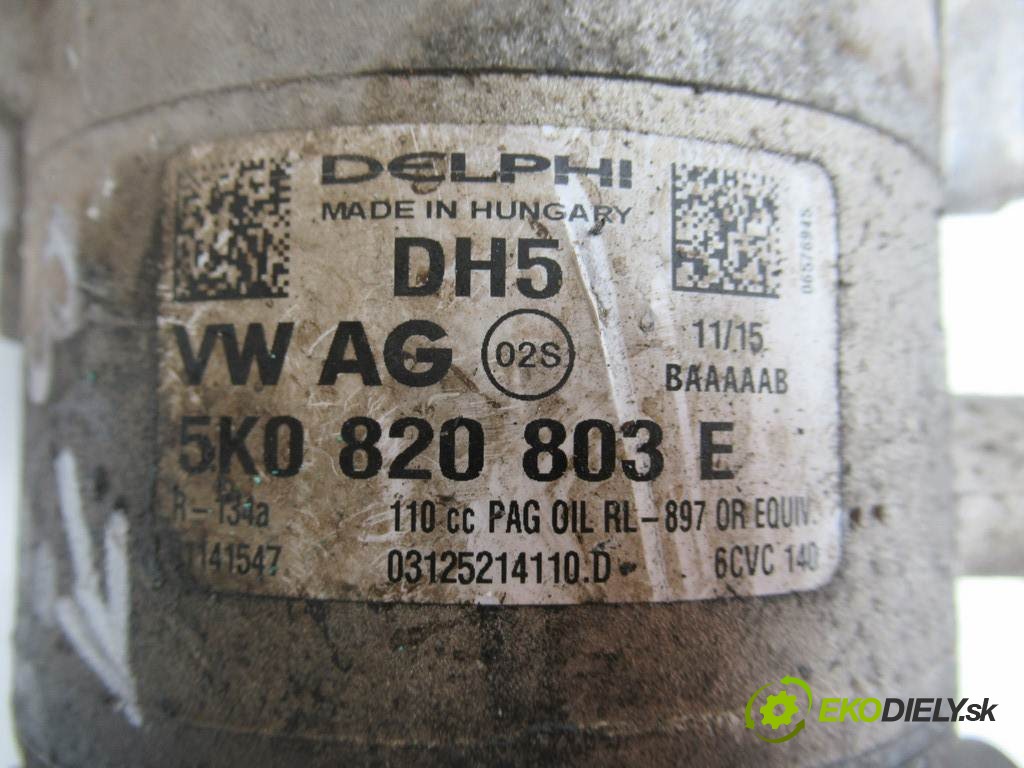 DELPHI
MADE IN HUNGARY
DH5
06576945
VW AG 02S 11/15
BAAAAAB
5K0 820 803 E
R-134a 110 cc PAG OIL RL-897 OR EQUIV.
03125214110.D 6CVC 140
EKODIELY.sk